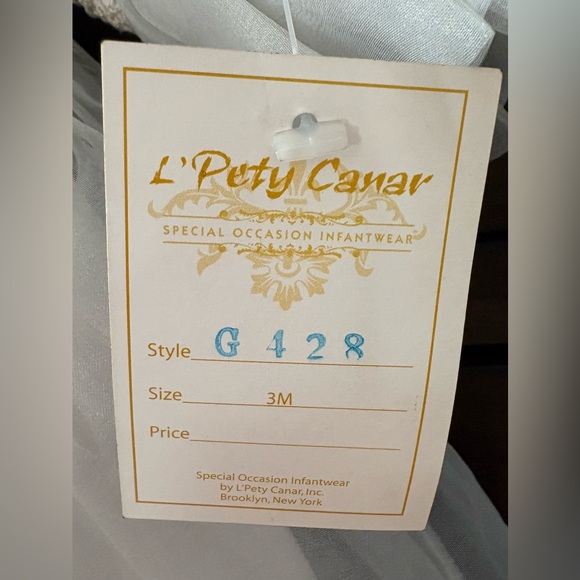 L'Pety Canar
SPECIAL OCCASION INFANTWEAR
Style G 428
Size 3M
Price
Special Occasion Infantwear
by L'Pety Canar, Inc.
Brooklyn, New York